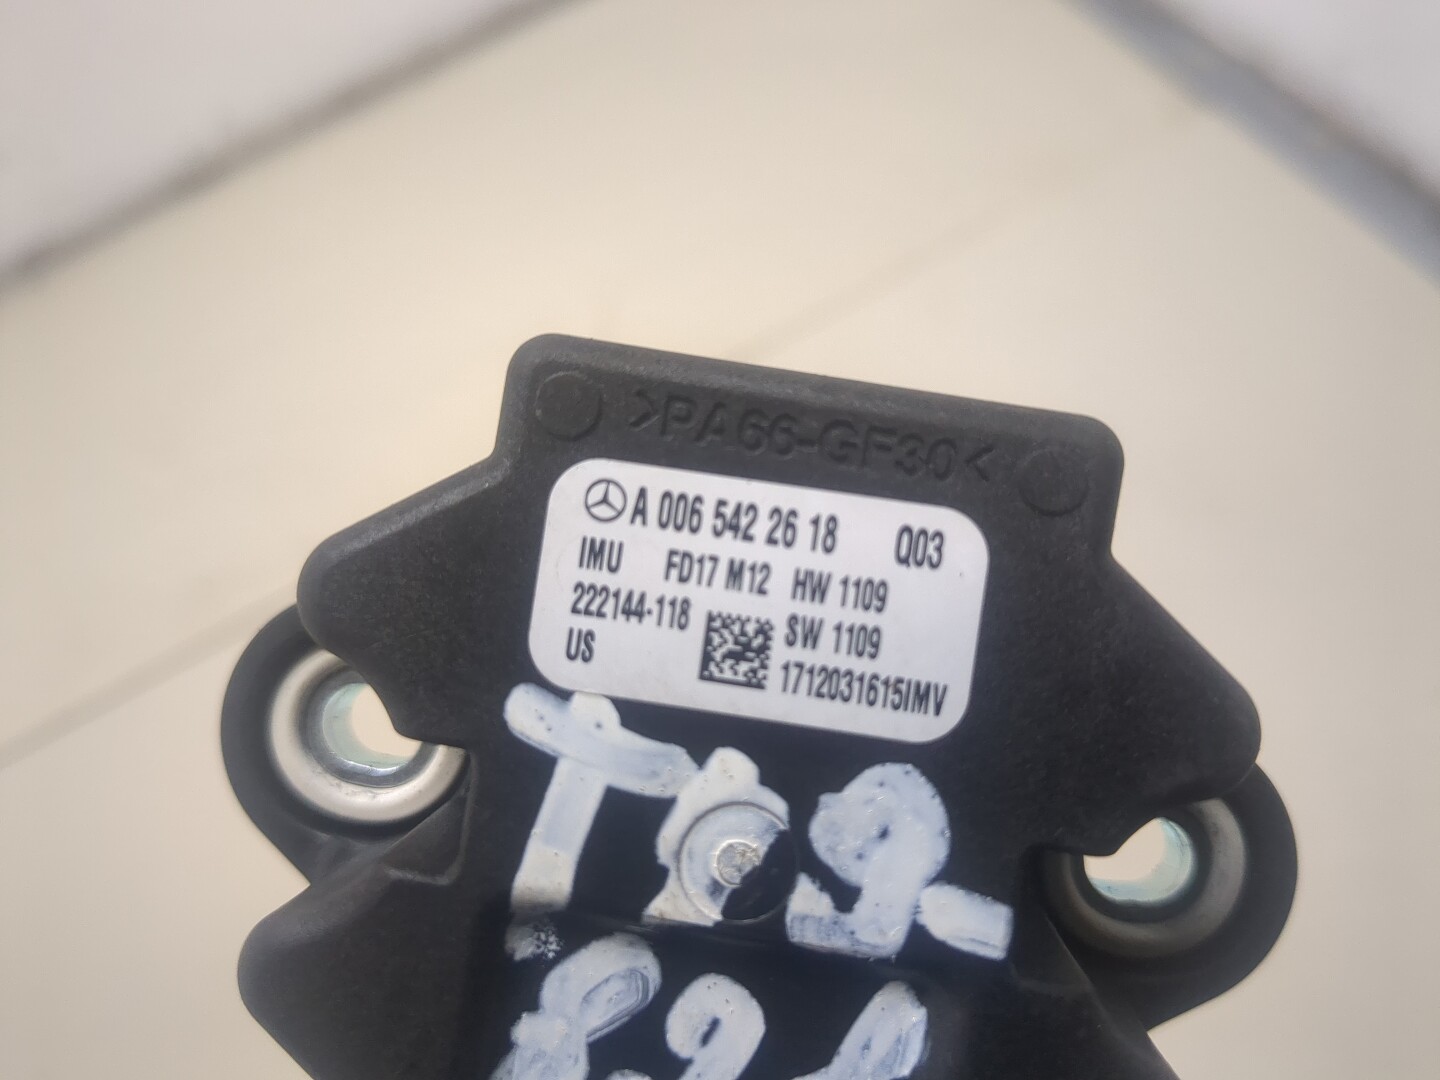 >PA66-GF30<
A 006 542 26 18 Q03
IMU FD17 M12 HW 1109
222144-118 SW 1109
US 1712031615IMV